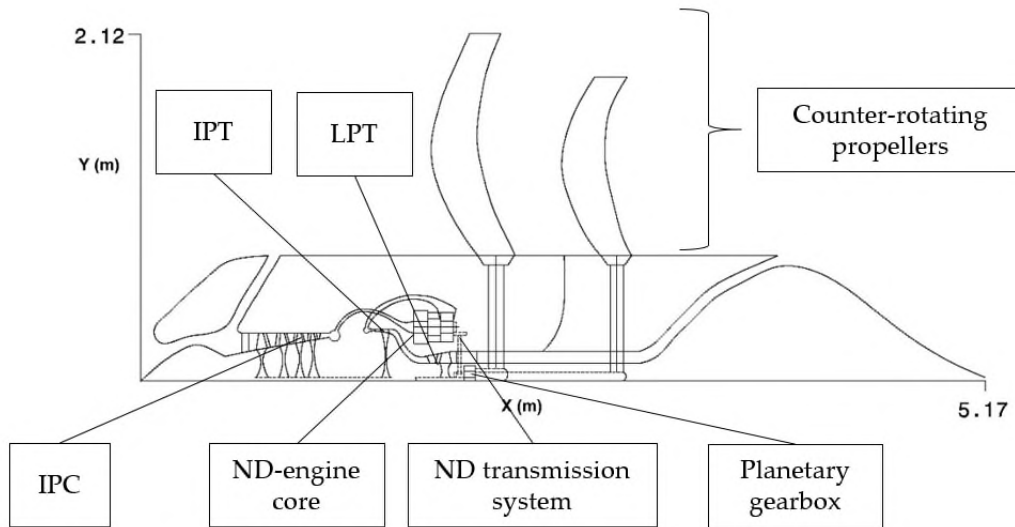 2.12
IPT
LPT
Counter-rotating
propellers
Y (m)
X (m)
5.17
IPC
ND-engine
core
ND transmission
system
Planetary
gearbox